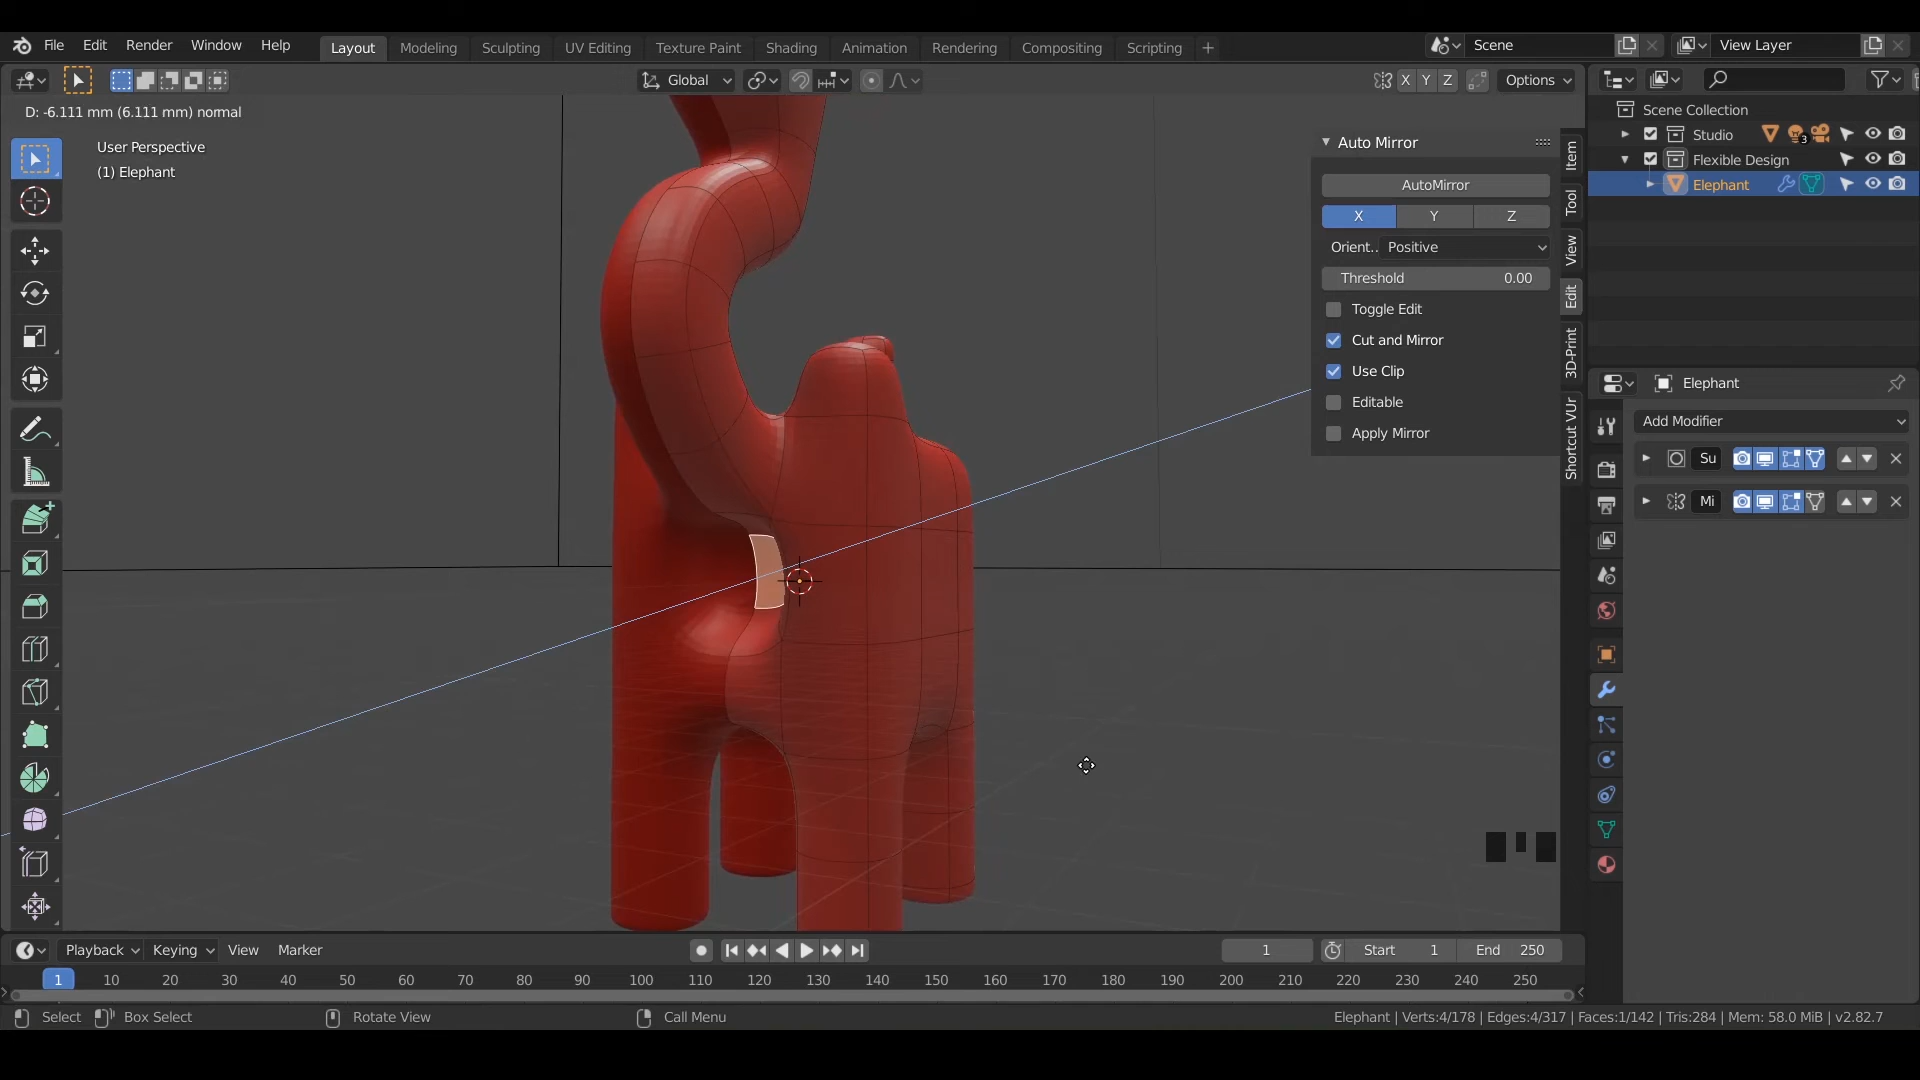 File Edit Render Window Help Layout Modeling Sculpting UV Editing Texture Paint Shading Animation Rendering Compositing Scripting + Scene View Layer
Global X Y Z Options
D: -6.111 mm (6.111 mm) normal
User Perspective
(1) Elephant
Auto Mirror
AutoMirror
X Y Z
Orient.. Positive
Threshold 0.00
Toggle Edit
Cut and Mirror
Use Clip
Editable
Apply Mirror
Item
Tool
View
Edit
3D-Print
Shortcut VUr
Scene Collection
Studio 3
Flexible Design
Elephant
Elephant
Add Modifier
Su
Mi
Playback Keying View Marker 1 Start 1 End 250
1 10 20 30 40 50 60 70 80 90 100 110 120 130 140 150 160 170 180 190 200 210 220 230 240 250
Select Box Select Rotate View Call Menu Elephant | Verts:4/178 | Edges:4/317 | Faces:1/142 | Tris:284 | Mem: 58.0 MiB | v2.82.7